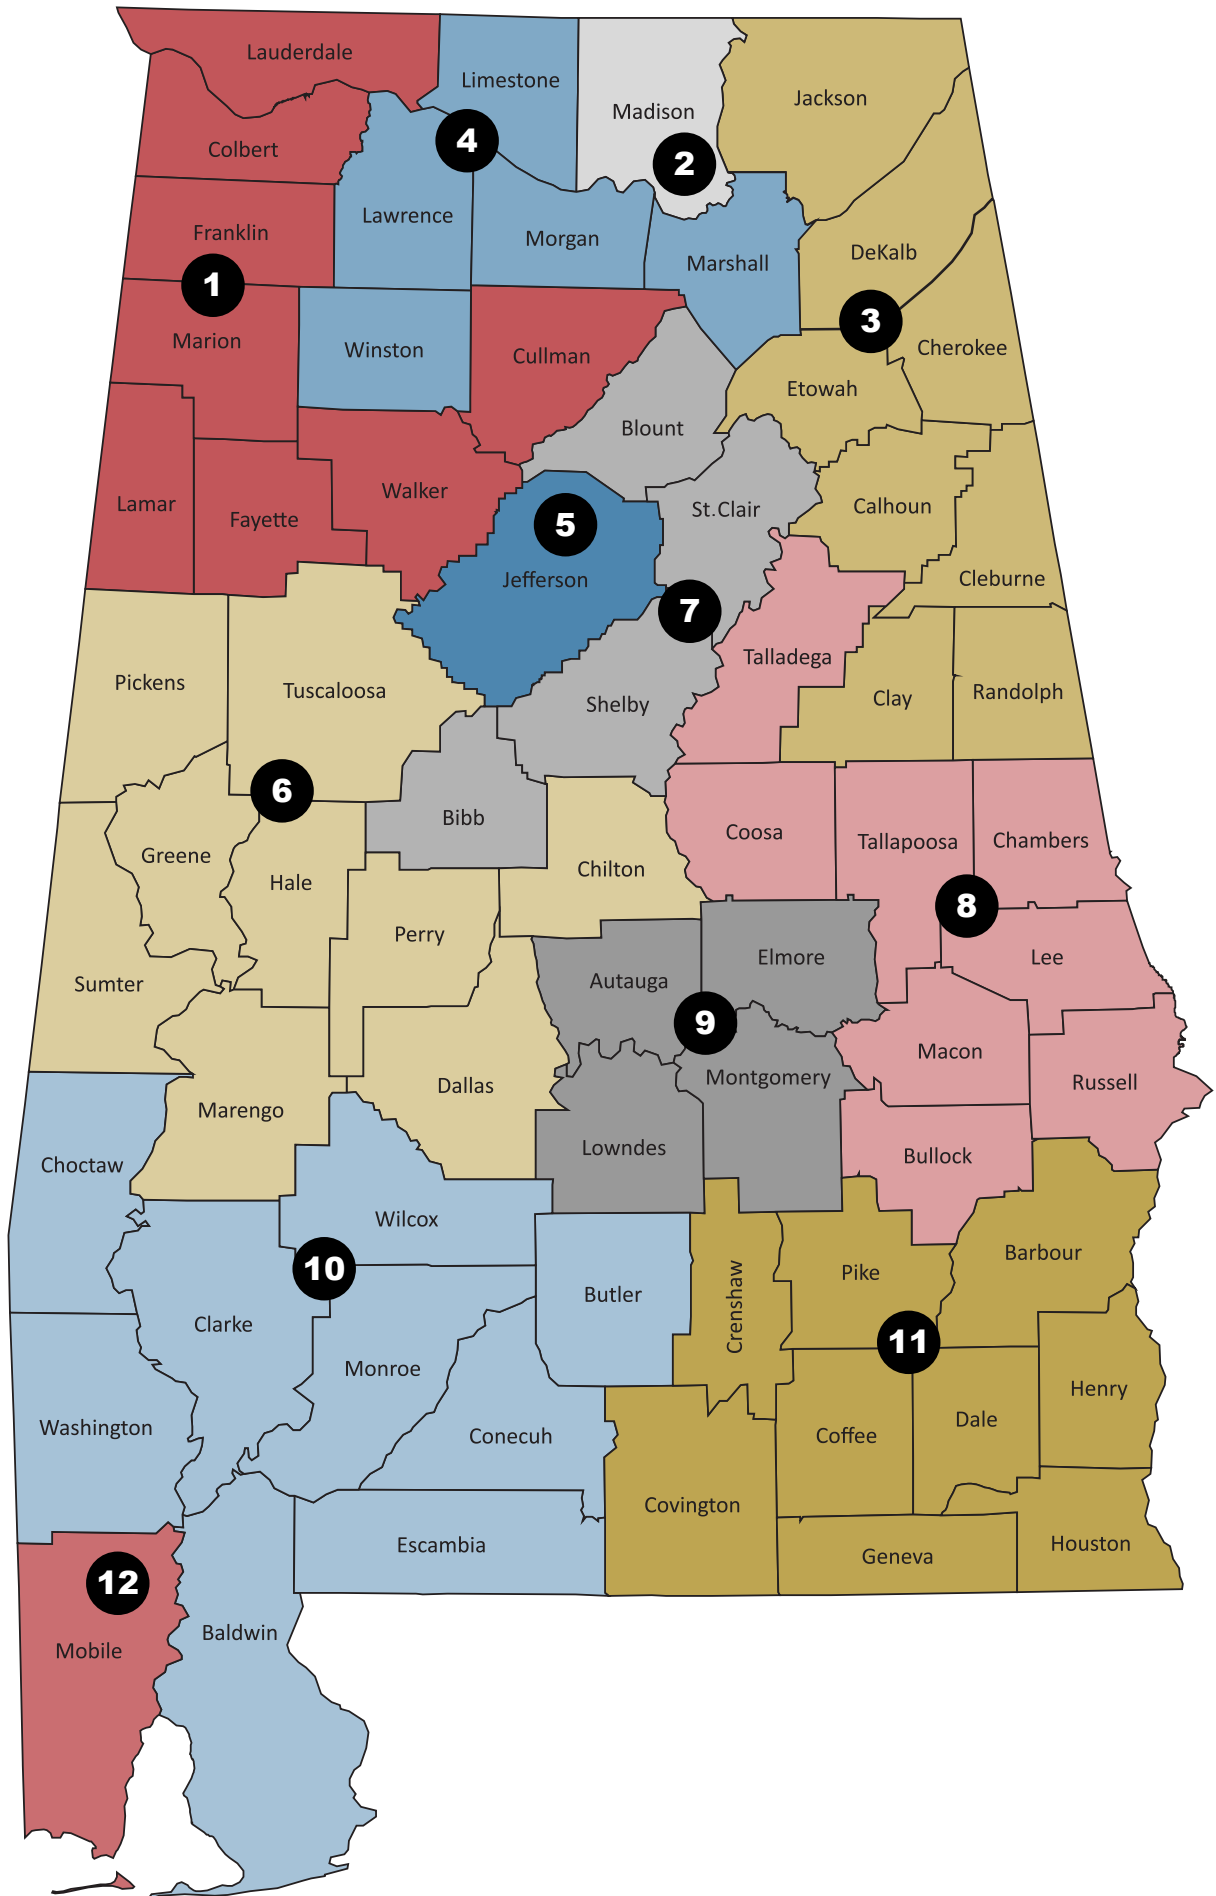 Lauderdale
Limestone
Madison
Jackson
Colbert
4
2
Lawrence
Franklin
Morgan
Marshall
DeKalb
1
3
Marion
Winston
Cullman
Cherokee
Etowah
Blount
Lamar
Fayette
Walker
5
St.Clair
Calhoun
Jefferson
Cleburne
7
Talladega
Pickens
Tuscaloosa
Shelby
Clay
Randolph
6
Bibb
Coosa
Tallapoosa
Chambers
Greene
Hale
Chilton
8
Perry
Elmore
Lee
Sumter
Autauga
9
Macon
Dallas
Montgomery
Russell
Marengo
Lowndes
Bullock
Choctaw
Wilcox
Barbour
10
Pike
Butler
Crenshaw
Clarke
11
Monroe
Henry
Washington
Conecuh
Coffee
Dale
Covington
Escambia
Geneva
Houston
12
Baldwin
Mobile